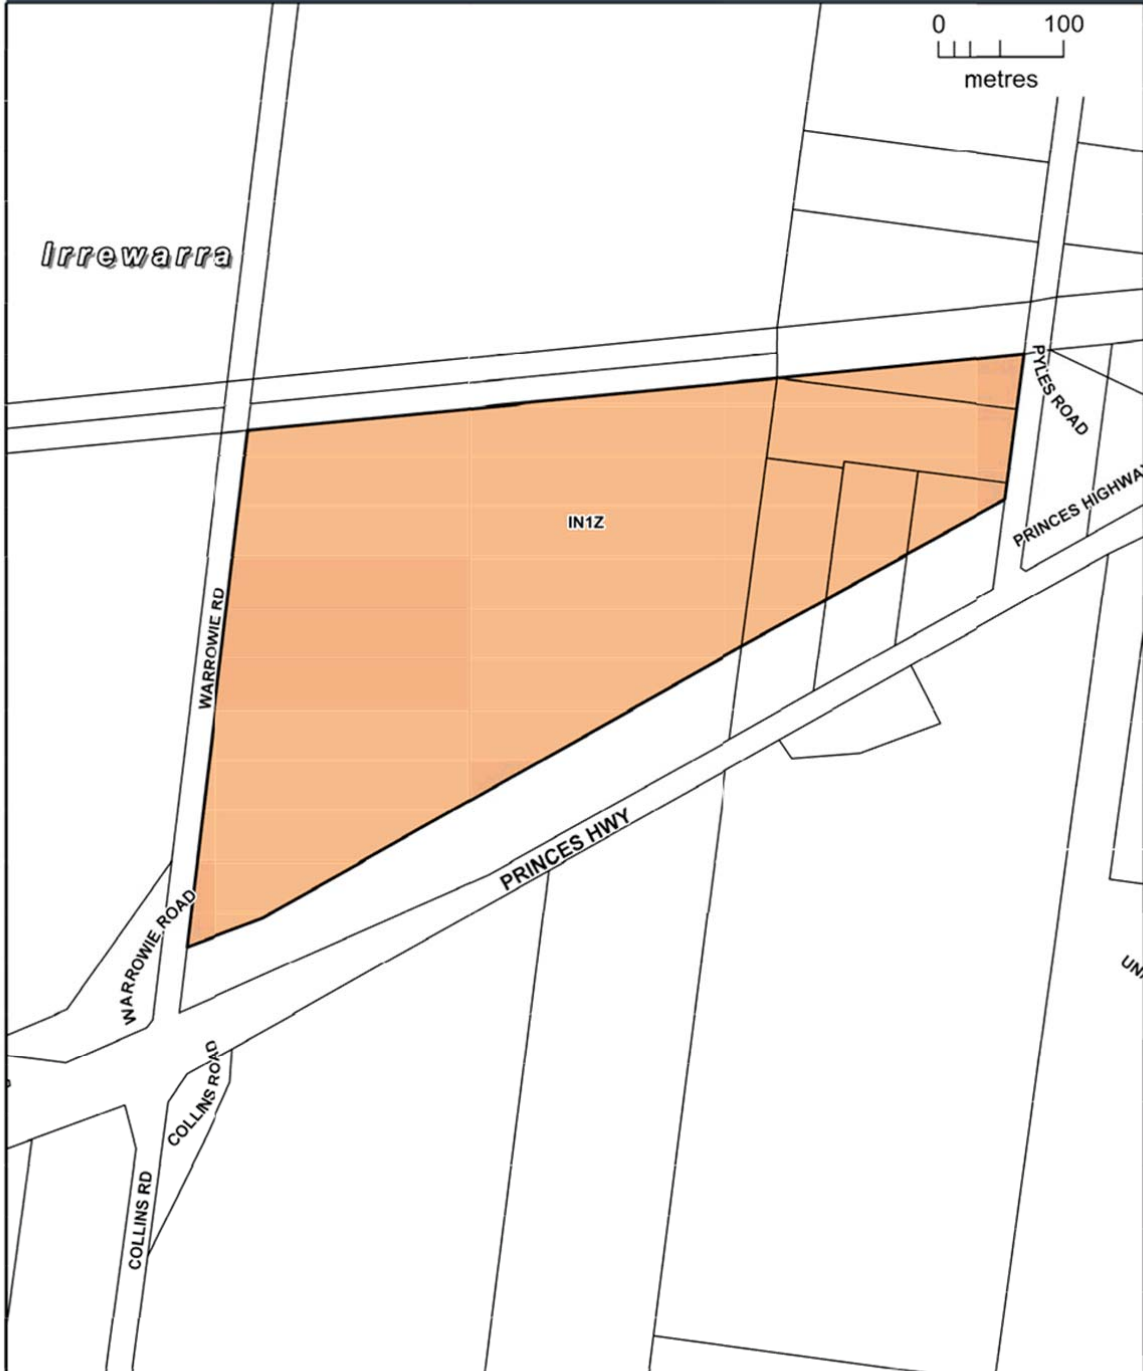 0 100
metres
Irrewarra
PYLES ROAD
PRINCES HIGHWAY
IN1Z
WARROWIE RD
PRINCES HWY
WARROWIE ROAD
COLLINS ROAD
COLLINS RD